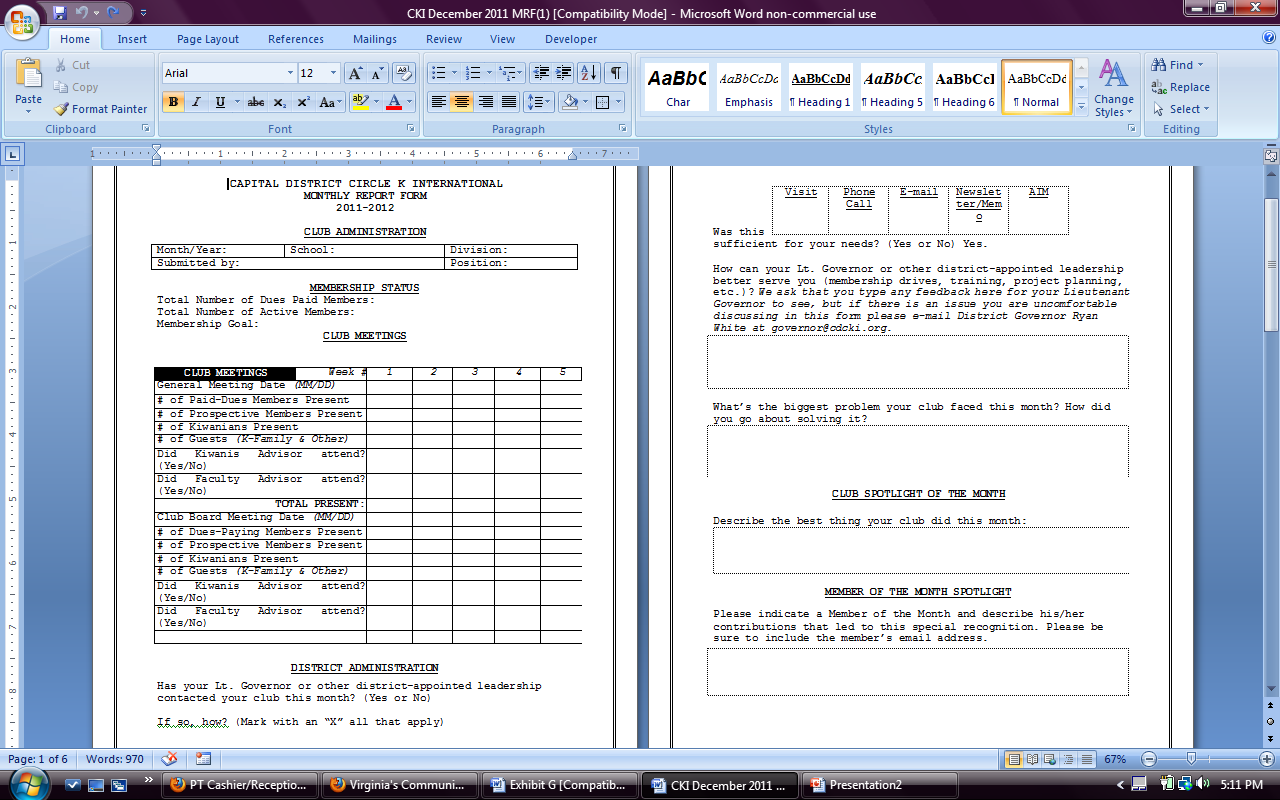 CKI December 2011 MRF(1) [Compatibility Mode] - Microsoft Word non-commercial use
Home Insert Page Layout References Mailings Review View Developer
Paste
Cut
Copy
Format Painter
Clipboard
Arial 12
B I U abc X₂ X² Aa
Font
Paragraph
AaBbC AaBbCcDc AaBbCcDd AaBbCc AaBbCcI AaBbCcDd
Char Emphasis ¶ Heading 1 ¶ Heading 5 ¶ Heading 6 ¶ Normal
Change Styles
Styles
Find
Replace
Select
Editing
1 1 2 3 4 5 6 7
CAPITAL DISTRICT CIRCLE K INTERNATIONAL
MONTHLY REPORT FORM
2011-2012
CLUB ADMINISTRATION
Month/Year: School: Division:
Submitted by: Position:
MEMBERSHIP STATUS
Total Number of Dues Paid Members:
Total Number of Active Members:
Membership Goal:
CLUB MEETINGS
CLUB MEETINGS Week # 1 2 3 4 5
General Meeting Date (MM/DD)
# of Paid-Dues Members Present
# of Prospective Members Present
# of Kiwanians Present
# of Guests (K-Family & Other)
Did Kiwanis Advisor attend?
(Yes/No)
Did Faculty Advisor attend?
(Yes/No)
TOTAL PRESENT:
Club Board Meeting Date (MM/DD)
# of Dues-Paying Members Present
# of Prospective Members Present
# of Kiwanians Present
# of Guests (K-Family & Other)
Did Kiwanis Advisor attend?
(Yes/No)
Did Faculty Advisor attend?
(Yes/No)
DISTRICT ADMINISTRATION
Has your Lt. Governor or other district-appointed leadership
contacted your club this month? (Yes or No)
If so, how? (Mark with an “X” all that apply)
Visit Phone E-mail Newslet AIM
Call ter/Mem
o
Was this
sufficient for your needs? (Yes or No) Yes.
How can your Lt. Governor or other district-appointed leadership
better serve you (membership drives, training, project planning,
etc.)? We ask that you type any feedback here for your Lieutenant
Governor to see, but if there is an issue you are uncomfortable
discussing in this form please e-mail District Governor Ryan
White at governor@cdcki.org.
What’s the biggest problem your club faced this month? How did
you go about solving it?
CLUB SPOTLIGHT OF THE MONTH
Describe the best thing your club did this month:
MEMBER OF THE MONTH SPOTLIGHT
Please indicate a Member of the Month and describe his/her
contributions that led to this special recognition. Please be
sure to include the member’s email address.
Page: 1 of 6 Words: 970 67%
PT Cashier/Receptio... Virginia's Communi... Exhibit G [Compatib... CKI December 2011 ... Presentation2 5:11 PM